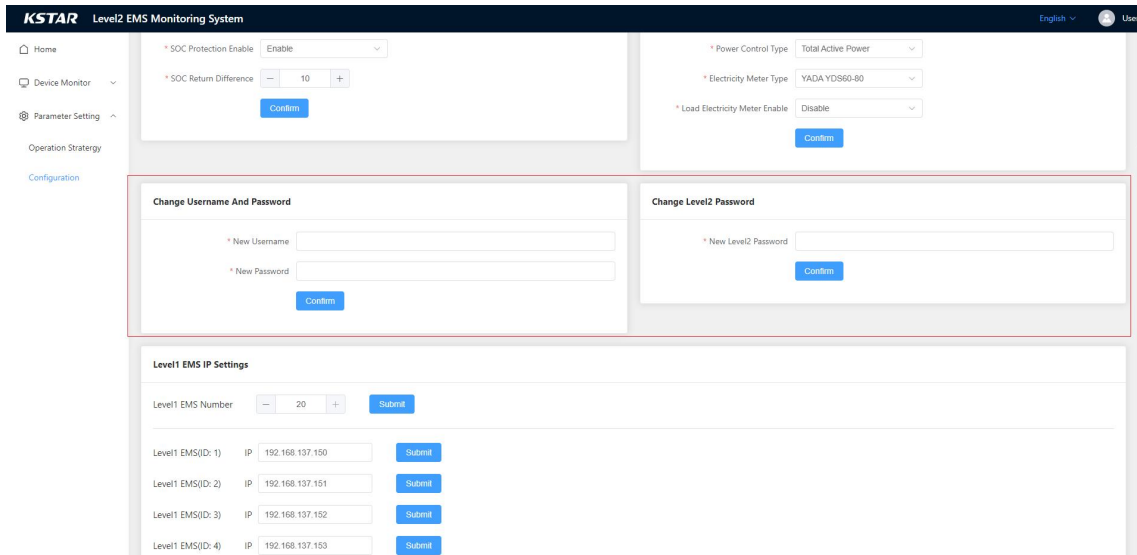 KSTAR Level2 EMS Monitoring System English User
Home
Device Monitor
Parameter Setting
Operation Stratergy
Configuration
* SOC Protection Enable Enable
* SOC Return Difference − 10 +
Confirm
* Power Control Type Total Active Power
* Electricity Meter Type YADA YDS60-80
* Load Electricity Meter Enable Disable
Confirm
Change Username And Password
* New Username
* New Password
Confirm
Change Level2 Password
* New Level2 Password
Confirm
Level1 EMS IP Settings
Level1 EMS Number − 20 + Submit
Level1 EMS(ID: 1) IP 192.168.137.150 Submit
Level1 EMS(ID: 2) IP 192.168.137.151 Submit
Level1 EMS(ID: 3) IP 192.168.137.152 Submit
Level1 EMS(ID: 4) IP 192.168.137.153 Submit